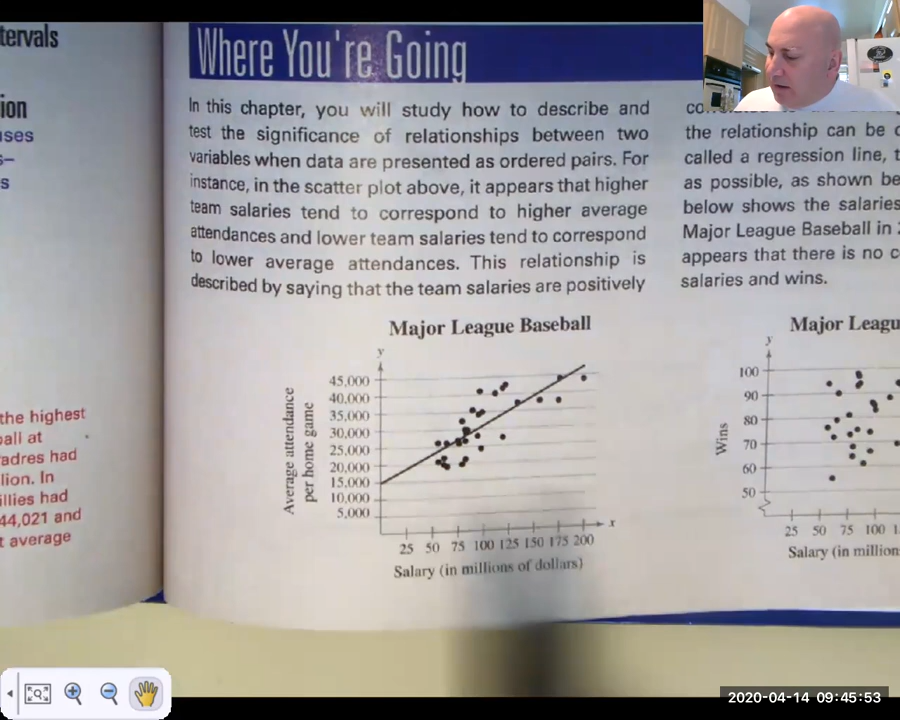 tervals
ion
uses
s–
s
the highest
ball at
adres had
lion. In
illies had
44,021 and
t average
Where You're Going
In this chapter, you will study how to describe and
test the significance of relationships between two
variables when data are presented as ordered pairs. For
instance, in the scatter plot above, it appears that higher
team salaries tend to correspond to higher average
attendances and lower team salaries tend to correspond
to lower average attendances. This relationship is
described by saying that the team salaries are positively
the relationship can be
called a regression line, t
as possible, as shown be
below shows the salaries
Major League Baseball in 2
appears that there is no c
salaries and wins.
Major League Baseball
y
Average attendance
per home game
45,000
40,000
35,000
30,000
25,000
20,000
15,000
10,000
5,000
x
25 50 75 100 125 150 175 200
Salary (in millions of dollars)
Major Leagu
y
Wins
100
90
80
70
60
50
25 50 75 100 1
Salary (in million
2020-04-14 09:45:53